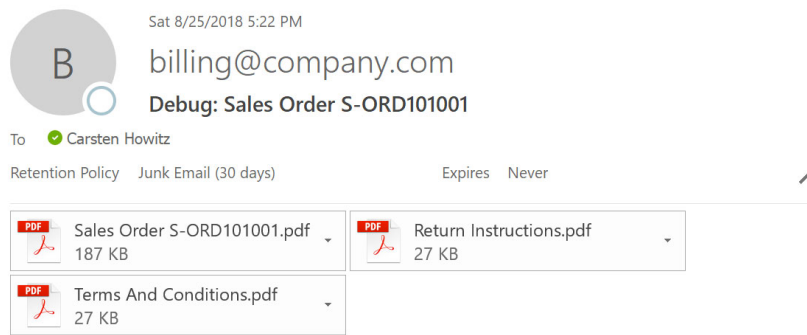 Sat 8/25/2018 5:22 PM
B
billing@company.com
Debug: Sales Order S-ORD101001
To Carsten Howitz
Retention Policy Junk Email (30 days) Expires Never
PDF Sales Order S-ORD101001.pdf
187 KB
PDF Return Instructions.pdf
27 KB
PDF Terms And Conditions.pdf
27 KB